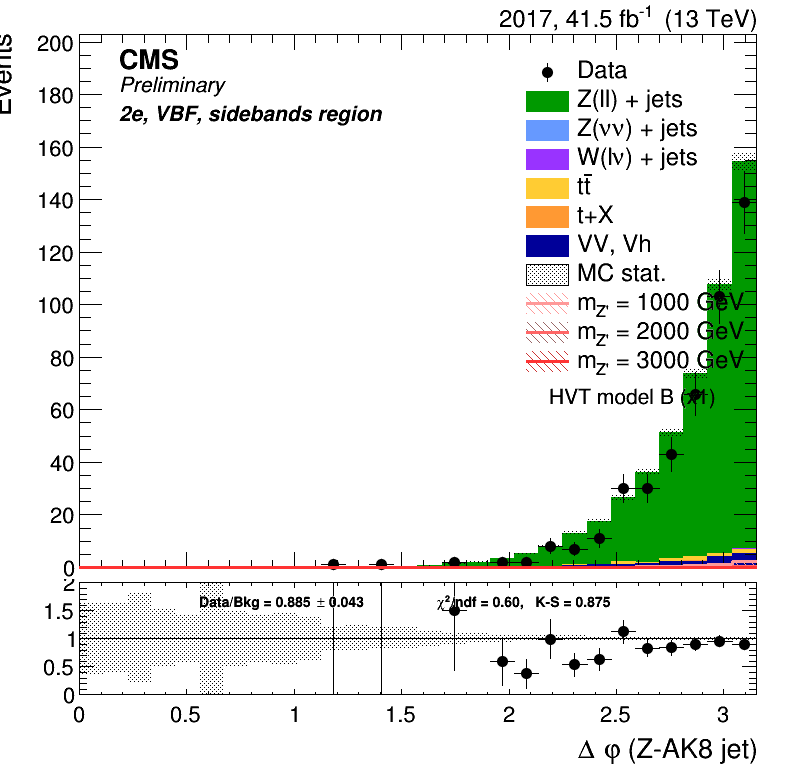 2017, 41.5 fb⁻¹ (13 TeV)
Events
CMS
Preliminary
2e, VBF, sidebands region
Data
Z(ll) + jets
Z(νν) + jets
W(lν) + jets
tt̄
t+X
VV, Vh
MC stat.
m_Z' = 1000 GeV
m_Z' = 2000 GeV
m_Z' = 3000 GeV
HVT model B (x1)
200
180
160
140
120
100
80
60
40
20
0
Data/Bkg = 0.885 ± 0.043
χ²/ndf = 0.60, K-S = 0.875
2
1.5
1
0.5
0
0 0.5 1 1.5 2 2.5 3
Δ φ (Z-AK8 jet)